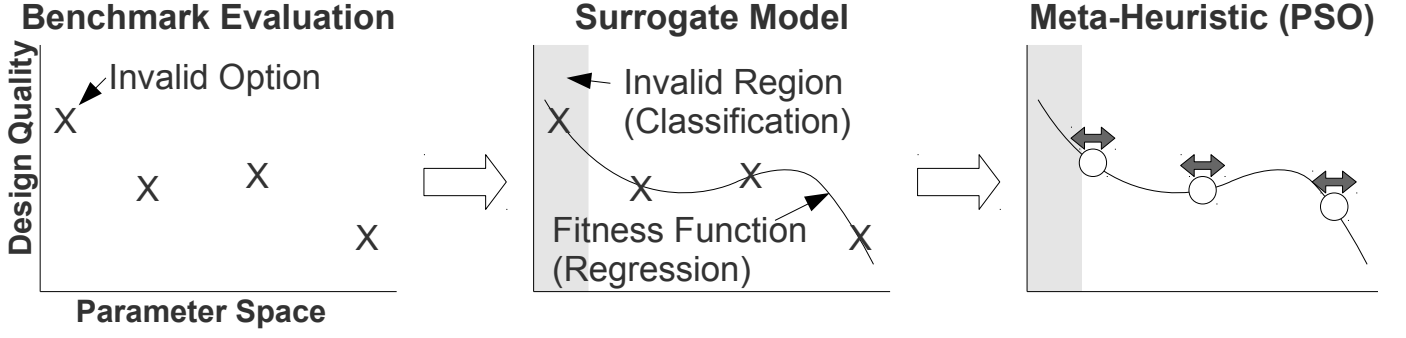 Benchmark Evaluation
Design Quality
Invalid Option
X
X
X
X
Parameter Space
Surrogate Model
Invalid Region
(Classification)
X
X
X
X
Fitness Function
(Regression)
Meta-Heuristic (PSO)